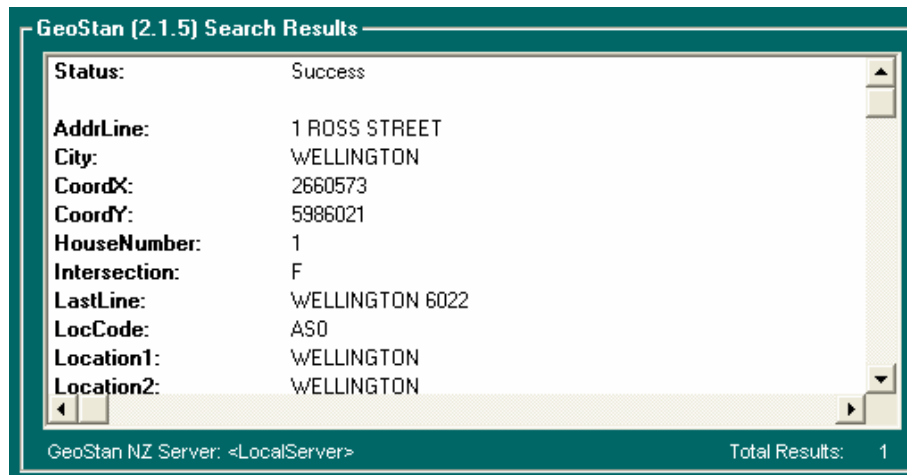 GeoStan (2.1.5) Search Results
Status: Success
AddrLine: 1 ROSS STREET
City: WELLINGTON
CoordX: 2660573
CoordY: 5986021
HouseNumber: 1
Intersection: F
LastLine: WELLINGTON 6022
LocCode: AS0
Location1: WELLINGTON
Location2: WELLINGTON
GeoStan NZ Server: <LocalServer> Total Results: 1